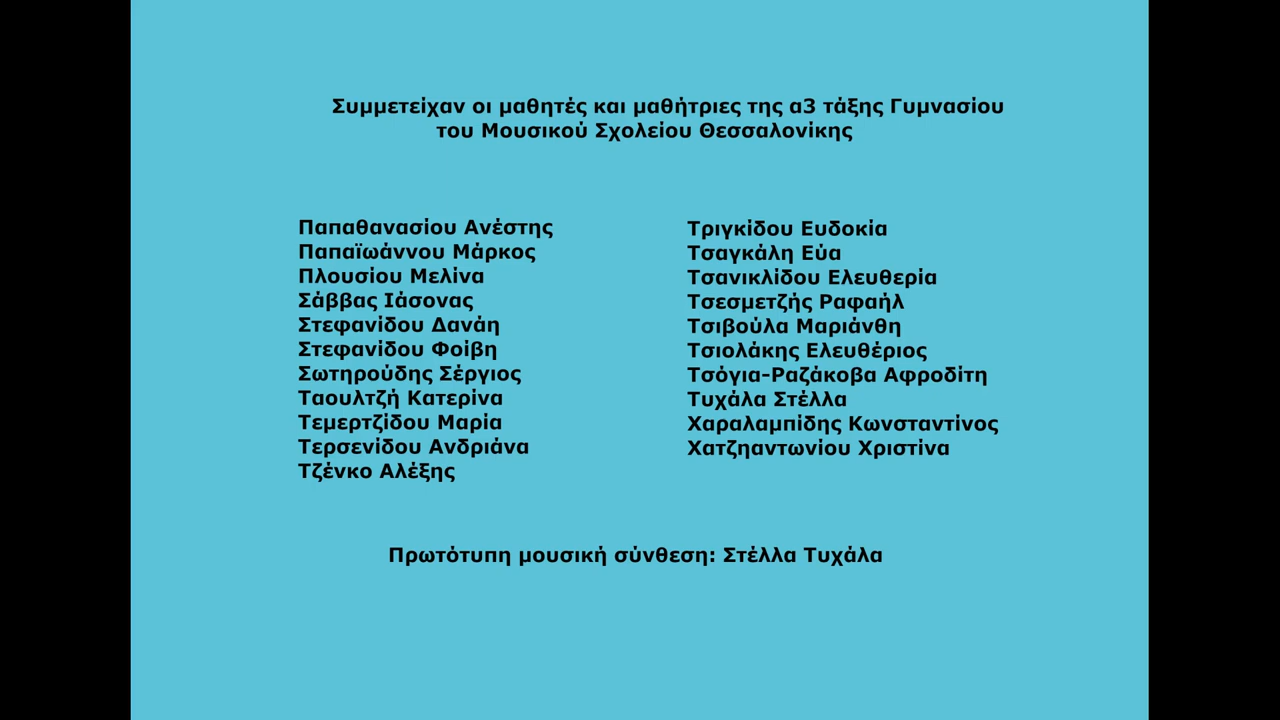 Συμμετείχαν οι μαθητές και μαθήτριες της α3 τάξης Γυμνασίου
του Μουσικού Σχολείου Θεσσαλονίκης
Παπαθανασίου Ανέστης
Παπαϊωάννου Μάρκος
Πλουσίου Μελίνα
Σάββας Ιάσονας
Στεφανίδου Δανάη
Στεφανίδου Φοίβη
Σωτηρούδης Σέργιος
Ταουλτζή Κατερίνα
Τεμερτζίδου Μαρία
Τερσενίδου Ανδριάνα
Τζένκο Αλέξης
Τριγκίδου Ευδοκία
Τσαγκάλη Εύα
Τσανικλίδου Ελευθερία
Τσεσμετζής Ραφαήλ
Τσιβούλα Μαριάνθη
Τσιολάκης Ελευθέριος
Τσόγια-Ραζάκοβα Αφροδίτη
Τυχάλα Στέλλα
Χαραλαμπίδης Κωνσταντίνος
Χατζηαντωνίου Χριστίνα
Πρωτότυπη μουσική σύνθεση: Στέλλα Τυχάλα